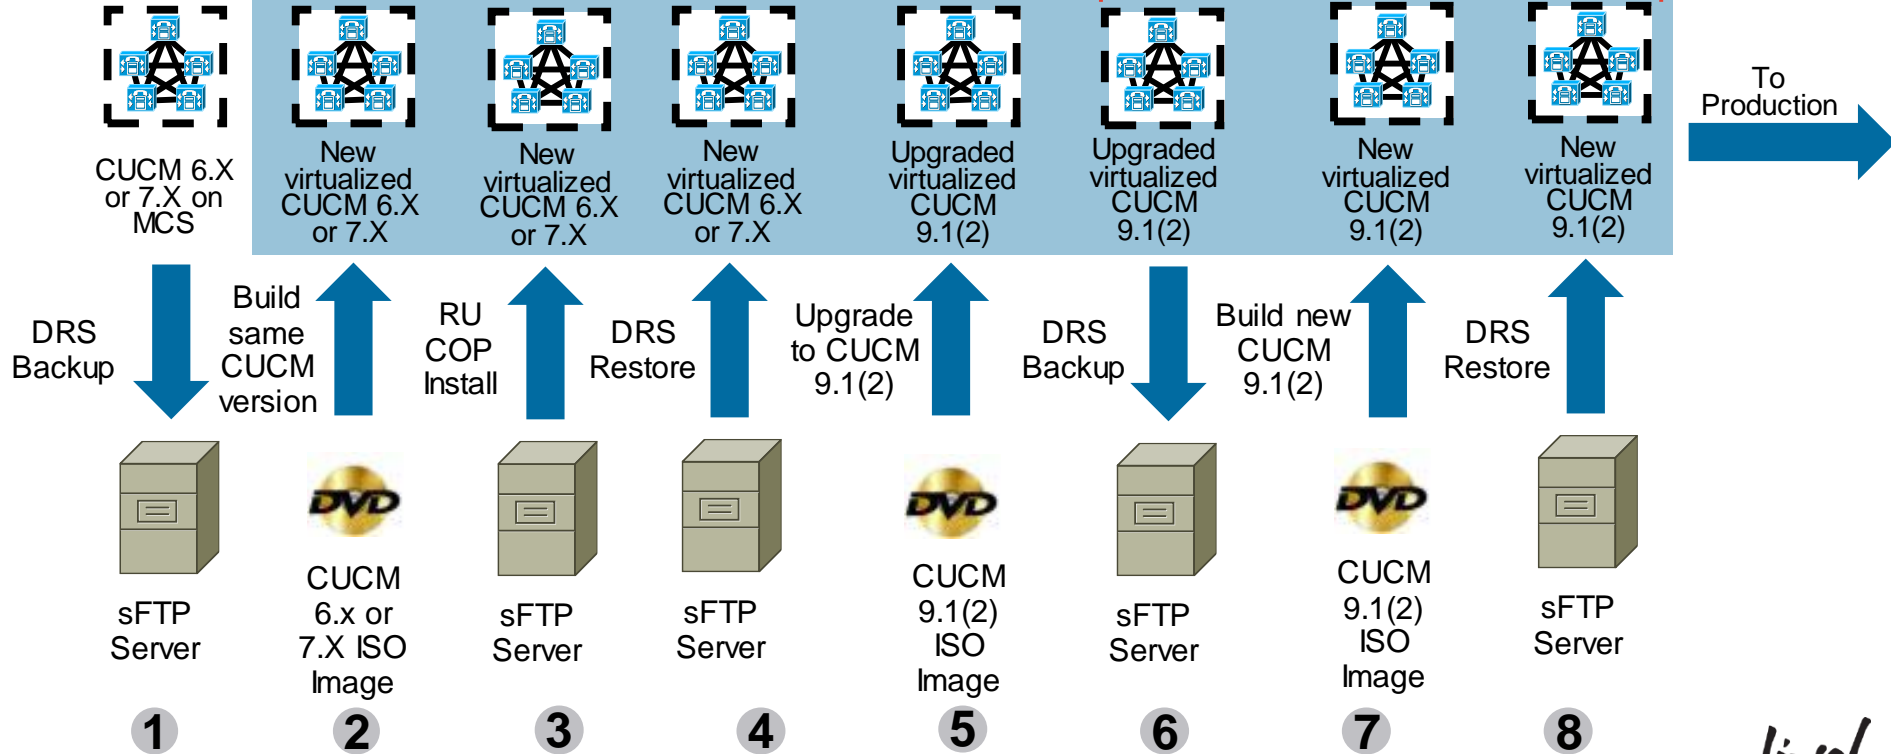 CUCM 6.X
or 7.X on
MCS
New
virtualized
CUCM 6.X
or 7.X
New
virtualized
CUCM 6.X
or 7.X
New
virtualized
CUCM 6.X
or 7.X
Upgraded
virtualized
CUCM
9.1(2)
Upgraded
virtualized
CUCM
9.1(2)
New
virtualized
CUCM
9.1(2)
New
virtualized
CUCM
9.1(2)
To
Production
DRS
Backup
Build
same
CUCM
version
RU
COP
Install
DRS
Restore
Upgrade
to CUCM
9.1(2)
DRS
Backup
Build new
CUCM
9.1(2)
DRS
Restore
sFTP
Server
DVD
CUCM
6.x or
7.X ISO
Image
sFTP
Server
sFTP
Server
DVD
CUCM
9.1(2)
ISO
Image
sFTP
Server
DVD
CUCM
9.1(2)
ISO
Image
sFTP
Server
1
2
3
4
5
6
7
8